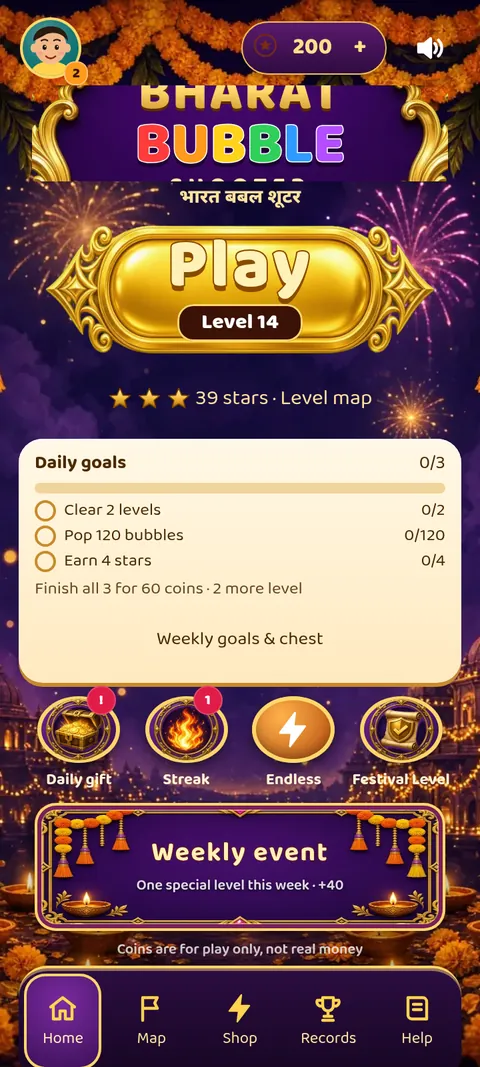 200 +
2
BHARAT
BUBBLE
भारत बबल शूटर
Play
Level 14
39 stars · Level map
Daily goals 0/3
Clear 2 levels 0/2
Pop 120 bubbles 0/120
Earn 4 stars 0/4
Finish all 3 for 60 coins · 2 more level
Weekly goals & chest
! 1
Daily gift Streak Endless Festival Level
Weekly event
One special level this week · +40
Coins are for play only, not real money
Home Map Shop Records Help